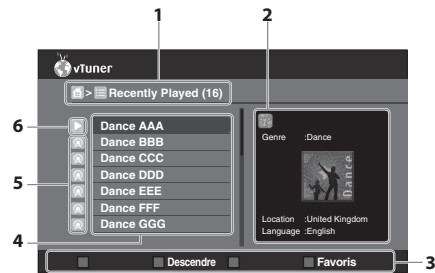 1
2
vTuner
> Recently Played (16)
6
Dance AAA
Dance BBB
Dance CCC
5
Dance DDD
Dance EEE
Dance FFF
Dance GGG
4
Genre :Dance
Dance
Location :United Kingdom
Language :English
Descendre
Favoris
3